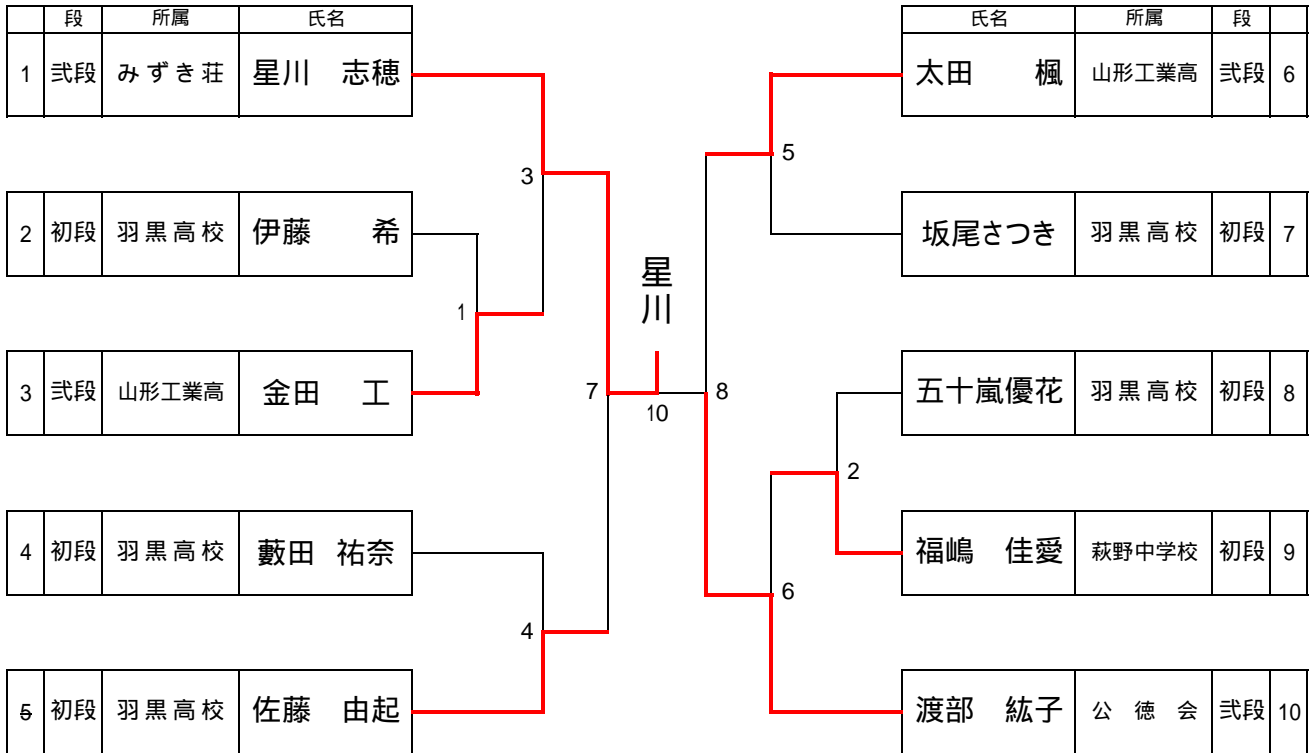 段 所属 氏名
1 弐段 みずき荘 星川 志穂
2 初段 羽黒高校 伊藤 希
3 弐段 山形工業高 金田 工
4 初段 羽黒高校 藪田 祐奈
5 初段 羽黒高校 佐藤 由起
1
3
4
7
星川
10
8
5
2
6
氏名 所属 段
太田 楓 山形工業高 弐段 6
坂尾さつき 羽黒高校 初段 7
五十嵐優花 羽黒高校 初段 8
福嶋 佳愛 萩野中学校 初段 9
渡部 紘子 公徳会 弐段 10